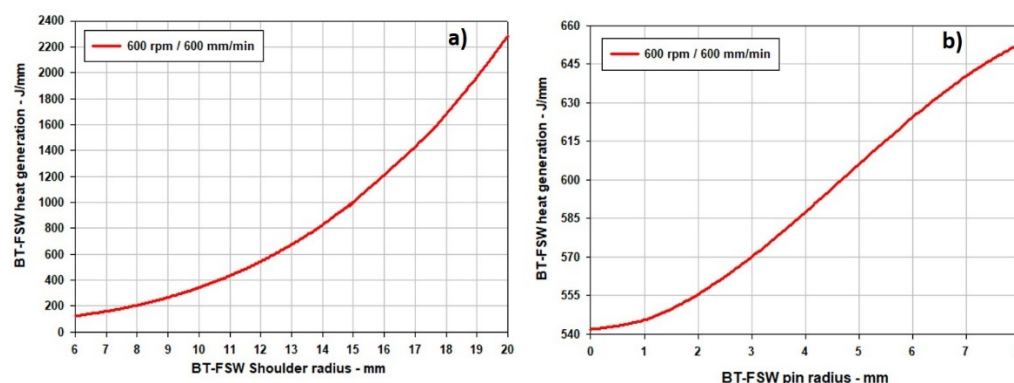 a)
600 rpm / 600 mm/min
BT-FSW heat generation - J/mm
2400
2200
2000
1800
1600
1400
1200
1000
800
600
400
200
0
6 7 8 9 10 11 12 13 14 15 16 17 18 19 20
BT-FSW Shoulder radius - mm
b)
600 rpm / 600 mm/min
BT-FSW heat generation - J/mm
660
645
630
615
600
585
570
555
540
0 1 2 3 4 5 6 7
BT-FSW pin radius - mm